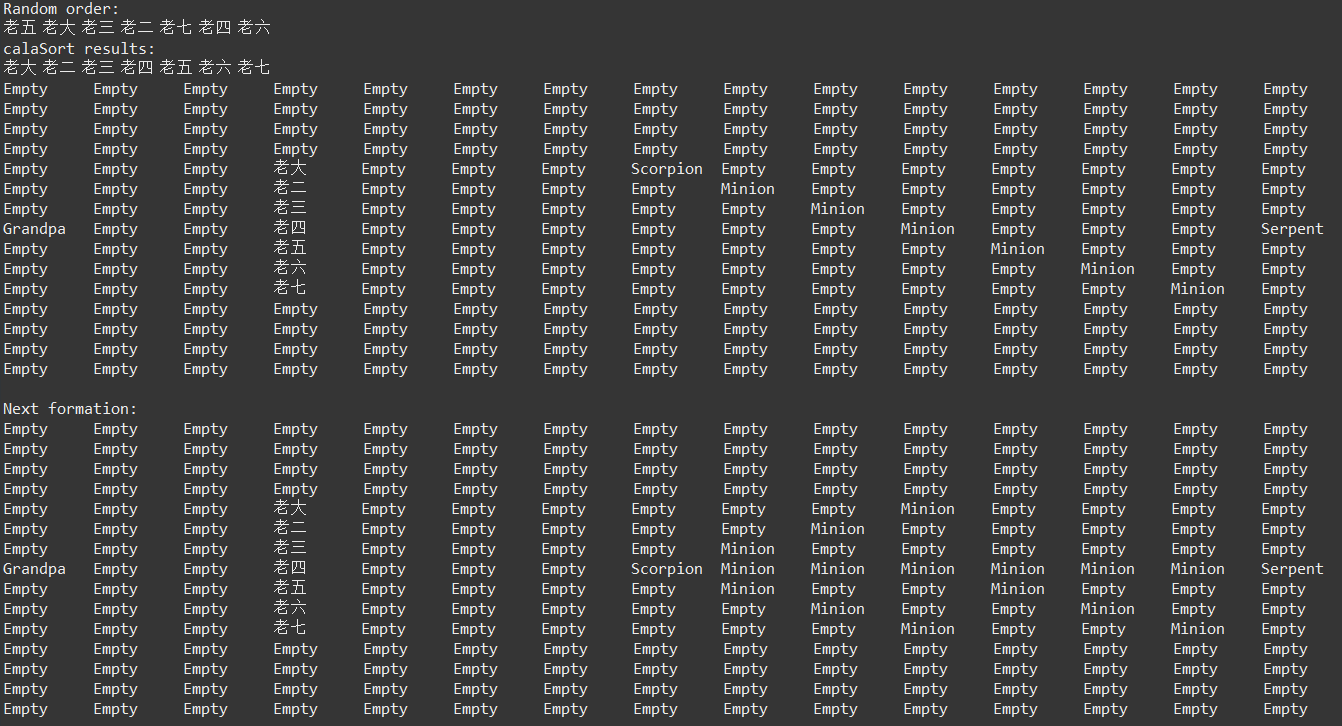 Random order:
老五 老大 老三 老二 老七 老四 老六
calaSort results:
老大 老二 老三 老四 老五 老六 老七
Empty Empty Empty Empty Empty Empty Empty Empty Empty Empty Empty Empty Empty Empty Empty
Empty Empty Empty Empty Empty Empty Empty Empty Empty Empty Empty Empty Empty Empty Empty
Empty Empty Empty Empty Empty Empty Empty Empty Empty Empty Empty Empty Empty Empty Empty
Empty Empty Empty Empty Empty Empty Empty Empty Empty Empty Empty Empty Empty Empty Empty
Empty Empty Empty 老大 Empty Empty Empty Scorpion Empty Empty Empty Empty Empty Empty Empty
Empty Empty Empty 老二 Empty Empty Empty Empty Minion Empty Empty Empty Empty Empty Empty
Empty Empty Empty 老三 Empty Empty Empty Empty Empty Minion Empty Empty Empty Empty Empty
Grandpa Empty Empty 老四 Empty Empty Empty Empty Empty Empty Minion Empty Empty Empty Serpent
Empty Empty Empty 老五 Empty Empty Empty Empty Empty Empty Empty Minion Empty Empty Empty
Empty Empty Empty 老六 Empty Empty Empty Empty Empty Empty Empty Empty Minion Empty Empty
Empty Empty Empty 老七 Empty Empty Empty Empty Empty Empty Empty Empty Empty Minion Empty
Empty Empty Empty Empty Empty Empty Empty Empty Empty Empty Empty Empty Empty Empty Empty
Empty Empty Empty Empty Empty Empty Empty Empty Empty Empty Empty Empty Empty Empty Empty
Empty Empty Empty Empty Empty Empty Empty Empty Empty Empty Empty Empty Empty Empty Empty
Empty Empty Empty Empty Empty Empty Empty Empty Empty Empty Empty Empty Empty Empty Empty
Next formation:
Empty Empty Empty Empty Empty Empty Empty Empty Empty Empty Empty Empty Empty Empty Empty
Empty Empty Empty Empty Empty Empty Empty Empty Empty Empty Empty Empty Empty Empty Empty
Empty Empty Empty Empty Empty Empty Empty Empty Empty Empty Empty Empty Empty Empty Empty
Empty Empty Empty Empty Empty Empty Empty Empty Empty Empty Empty Empty Empty Empty Empty
Empty Empty Empty 老大 Empty Empty Empty Empty Empty Empty Minion Empty Empty Empty Empty
Empty Empty Empty 老二 Empty Empty Empty Empty Empty Minion Empty Empty Empty Empty Empty
Empty Empty Empty 老三 Empty Empty Empty Empty Minion Empty Empty Empty Empty Empty Empty
Grandpa Empty Empty 老四 Empty Empty Empty Scorpion Minion Minion Minion Minion Minion Minion Serpent
Empty Empty Empty 老五 Empty Empty Empty Empty Minion Empty Empty Minion Empty Empty Empty
Empty Empty Empty 老六 Empty Empty Empty Empty Empty Minion Empty Empty Minion Empty Empty
Empty Empty Empty 老七 Empty Empty Empty Empty Empty Empty Minion Empty Empty Minion Empty
Empty Empty Empty Empty Empty Empty Empty Empty Empty Empty Empty Empty Empty Empty Empty
Empty Empty Empty Empty Empty Empty Empty Empty Empty Empty Empty Empty Empty Empty Empty
Empty Empty Empty Empty Empty Empty Empty Empty Empty Empty Empty Empty Empty Empty Empty
Empty Empty Empty Empty Empty Empty Empty Empty Empty Empty Empty Empty Empty Empty Empty